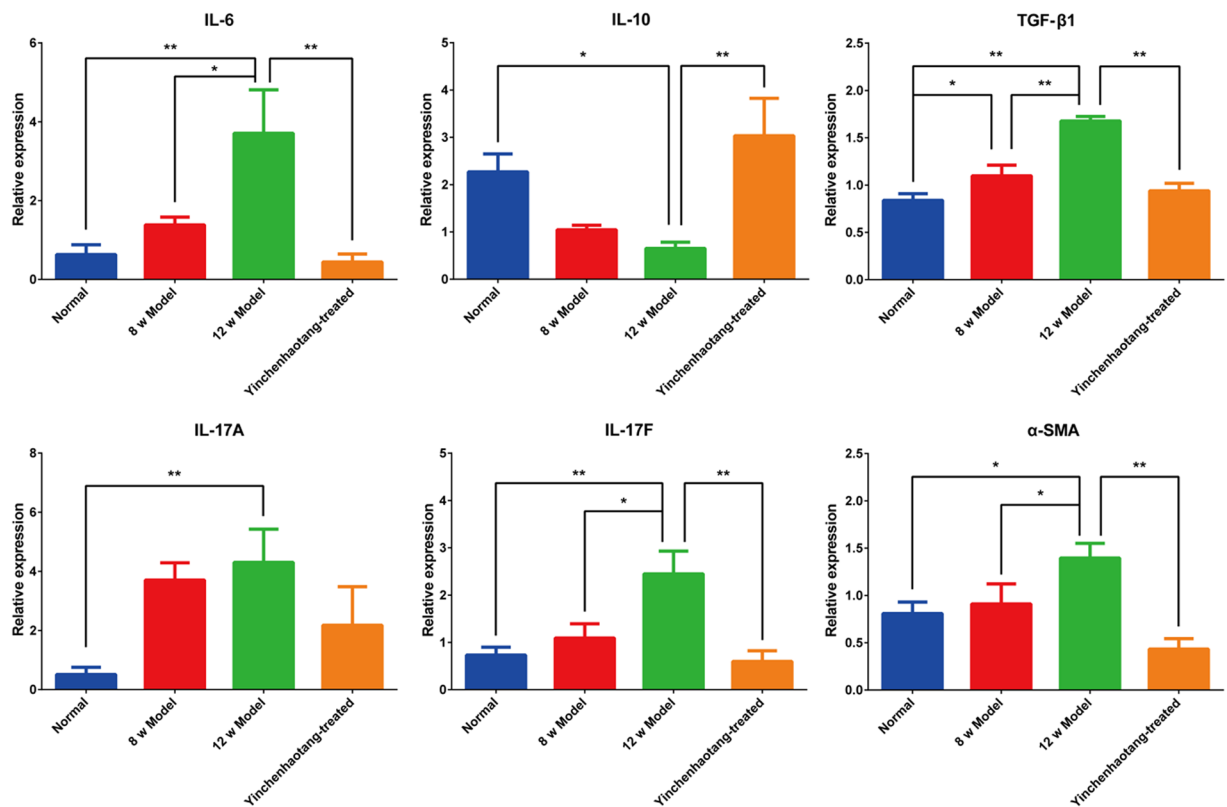 IL-6
Relative expression
6
4
2
0
**
*
**
Normal
8 w Model
12 w Model
Yinchenhaotang-treated
IL-10
Relative expression
5
4
3
2
1
0
*
**
Normal
8 w Model
12 w Model
Yinchenhaotang-treated
TGF-β1
Relative expression
2.5
2.0
1.5
1.0
0.5
0.0
**
*
**
**
Normal
8 w Model
12 w Model
Yinchenhaotang-treated
IL-17A
Relative expression
8
6
4
2
0
**
Normal
8 w Model
12 w Model
Yinchenhaotang-treated
IL-17F
Relative expression
5
4
3
2
1
0
**
*
**
Normal
8 w Model
12 w Model
Yinchenhaotang-treated
α-SMA
Relative expression
2.5
2.0
1.5
1.0
0.5
0.0
*
*
**
Normal
8 w Model
12 w Model
Yinchenhaotang-treated